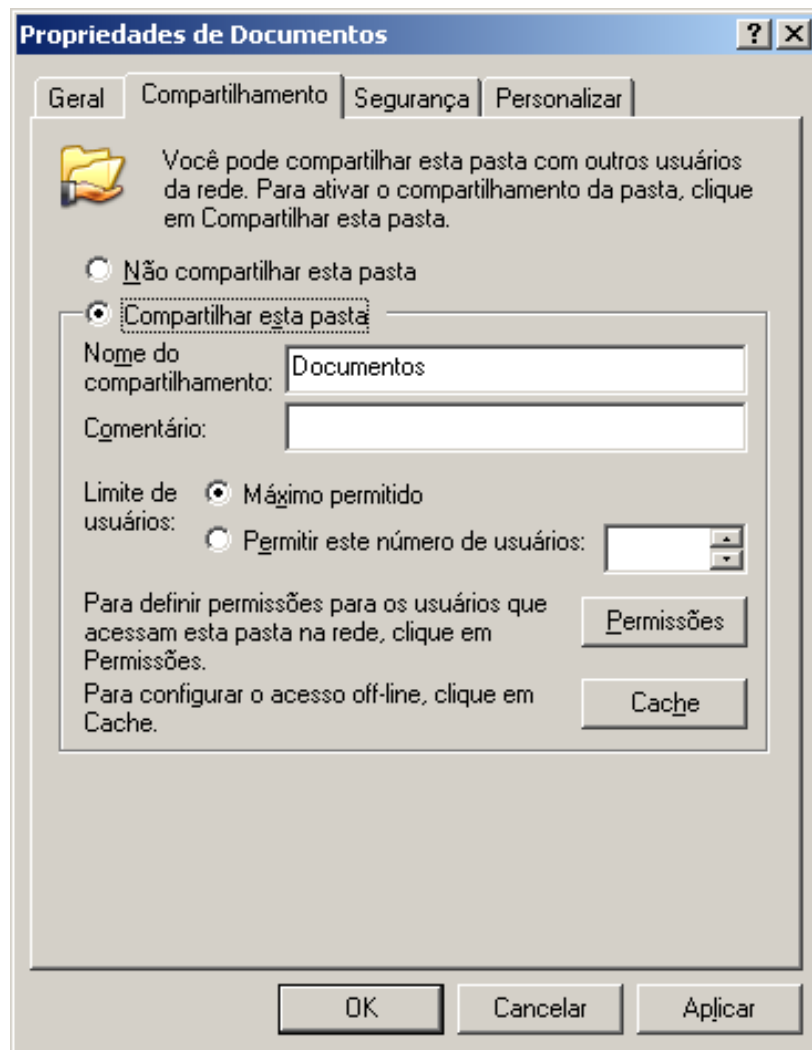 Propriedades de Documentos
Geral
Compartilhamento
Segurança
Personalizar
Você pode compartilhar esta pasta com outros usuários
da rede. Para ativar o compartilhamento da pasta, clique
em Compartilhar esta pasta.
Não compartilhar esta pasta
Compartilhar esta pasta
Nome do
compartilhamento:
Documentos
Comentário:
Limite de
usuários:
Máximo permitido
Permitir este número de usuários:
Para definir permissões para os usuários que
acessam esta pasta na rede, clique em
Permissões.
Permissões
Para configurar o acesso off-line, clique em
Cache.
Cache
OK
Cancelar
Aplicar